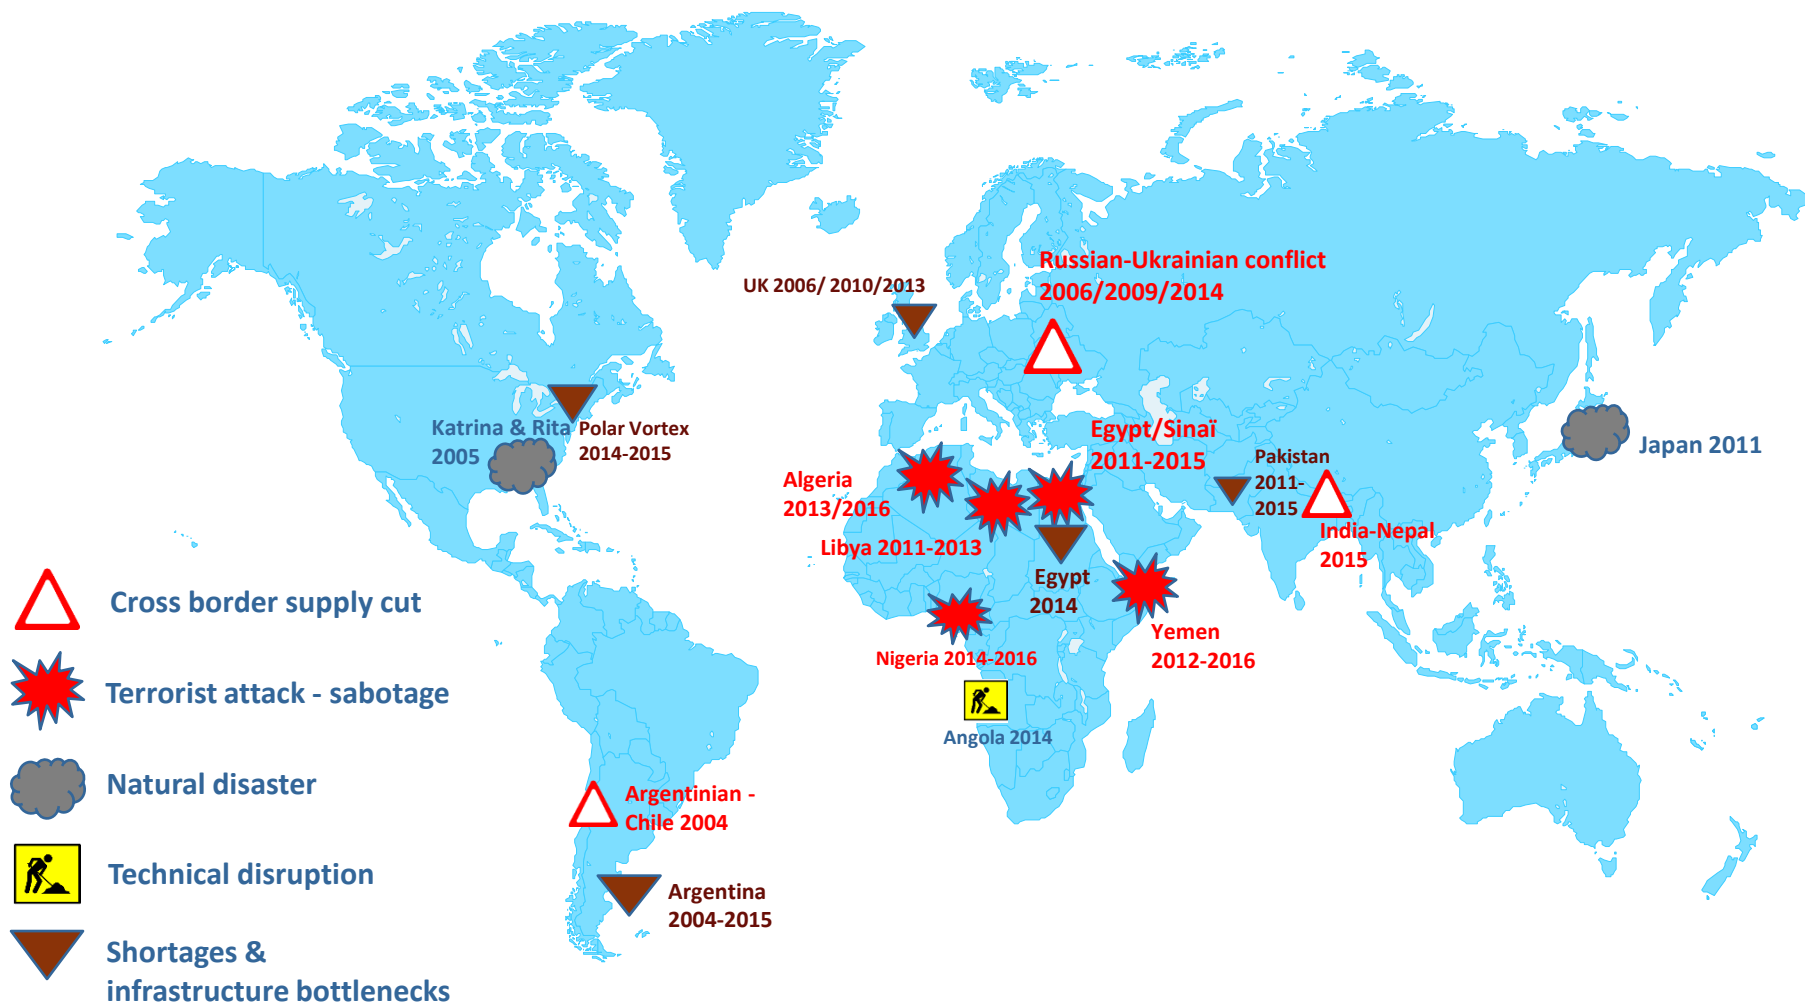 Russian-Ukrainian conflict
2006/2009/2014
UK 2006/ 2010/2013
Katrina & Rita
2005
Polar Vortex
2014-2015
Egypt/Sinaï
2011-2015
Japan 2011
Pakistan
2011-
2015
Algeria
2013/2016
India-Nepal
2015
Libya 2011-2013
Egypt
2014
Yemen
2012-2016
Nigeria 2014-2016
Angola 2014
Argentinian -
Chile 2004
Argentina
2004-2015
Cross border supply cut
Terrorist attack - sabotage
Natural disaster
Technical disruption
Shortages &
infrastructure bottlenecks